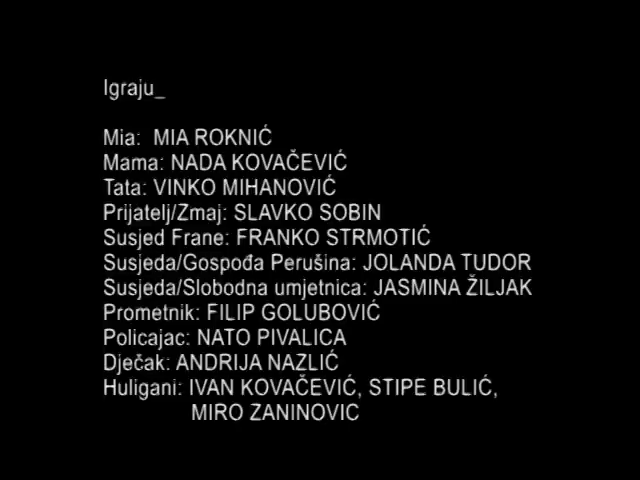 Igraju_
Mia: MIA ROKNIĆ
Mama: NADA KOVAČEVIĆ
Tata: VINKO MIHANOVIĆ
Prijatelj/Zmaj: SLAVKO SOBIN
Susjed Frane: FRANKO STRMOTIĆ
Susjeda/Gospođa Perušina: JOLANDA TUDOR
Susjeda/Slobodna umjetnica: JASMINA ŽILJAK
Prometnik: FILIP GOLUBOVIĆ
Policajac: NATO PIVALICA
Dječak: ANDRIJA NAZLIĆ
Huligani: IVAN KOVAČEVIĆ, STIPE BULIĆ,
MIRO ZANINOVIC